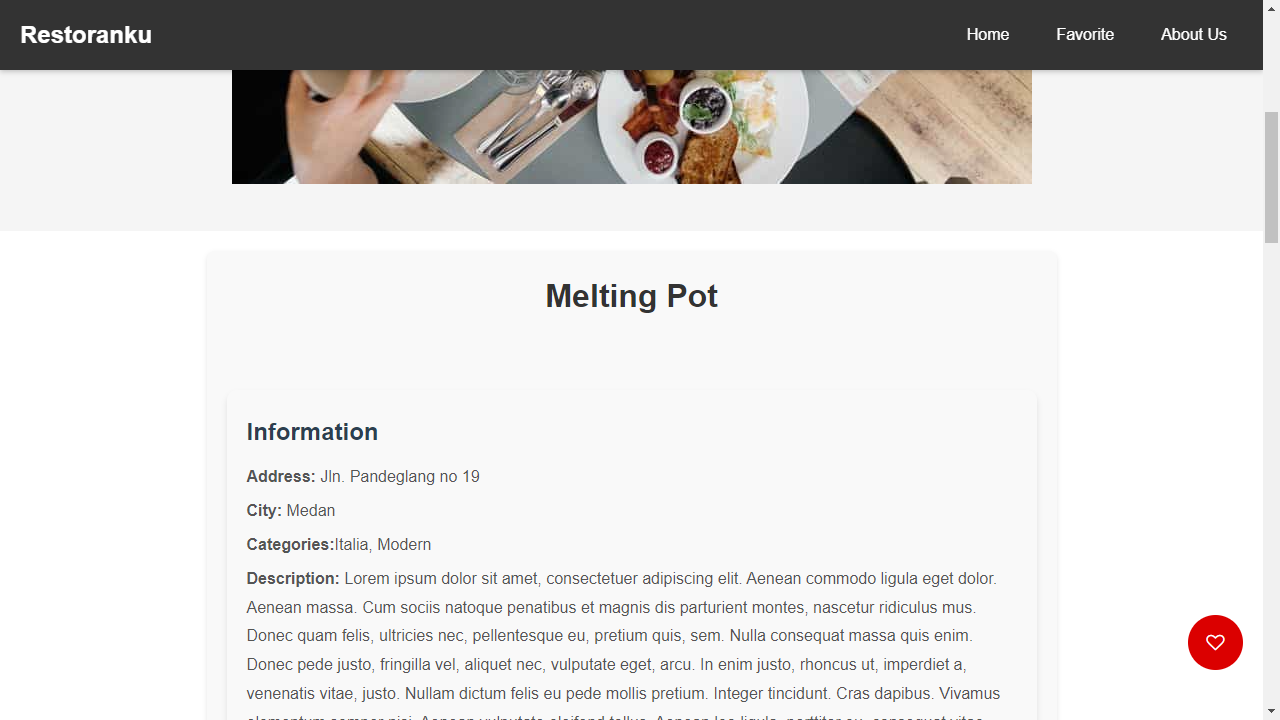 Restoranku
Home Favorite About Us
Melting Pot
Information
Address: Jln. Pandeglang no 19
City: Medan
Categories:Italia, Modern
Description: Lorem ipsum dolor sit amet, consectetuer adipiscing elit. Aenean commodo ligula eget dolor.
Aenean massa. Cum sociis natoque penatibus et magnis dis parturient montes, nascetur ridiculus mus.
Donec quam felis, ultricies nec, pellentesque eu, pretium quis, sem. Nulla consequat massa quis enim.
Donec pede justo, fringilla vel, aliquet nec, vulputate eget, arcu. In enim justo, rhoncus ut, imperdiet a,
venenatis vitae, justo. Nullam dictum felis eu pede mollis pretium. Integer tincidunt. Cras dapibus. Vivamus